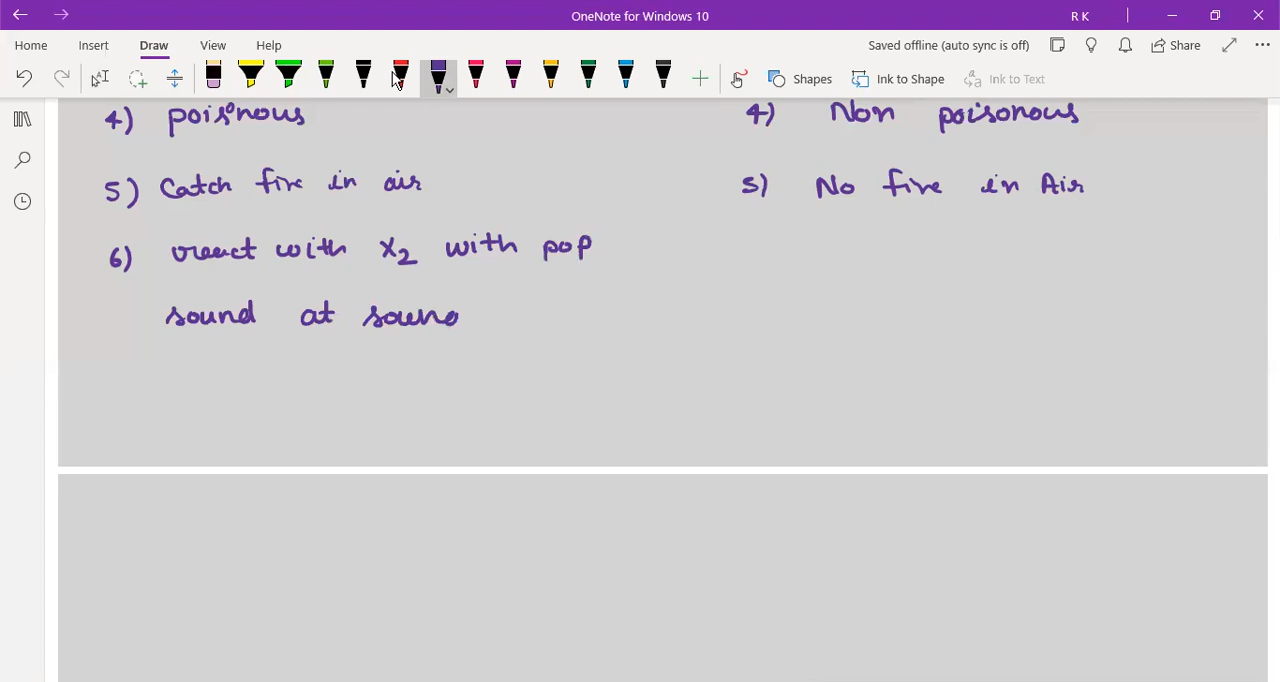 OneNote for Windows 10
R K
Home Insert Draw View Help
Saved offline (auto sync is off)
Share
Shapes
Ink to Shape
Ink to Text
4) poisonous
4) Non poisonous
5) Catch fire in air
5) No fire in Air
6) react with X2 with pop
sound at souno